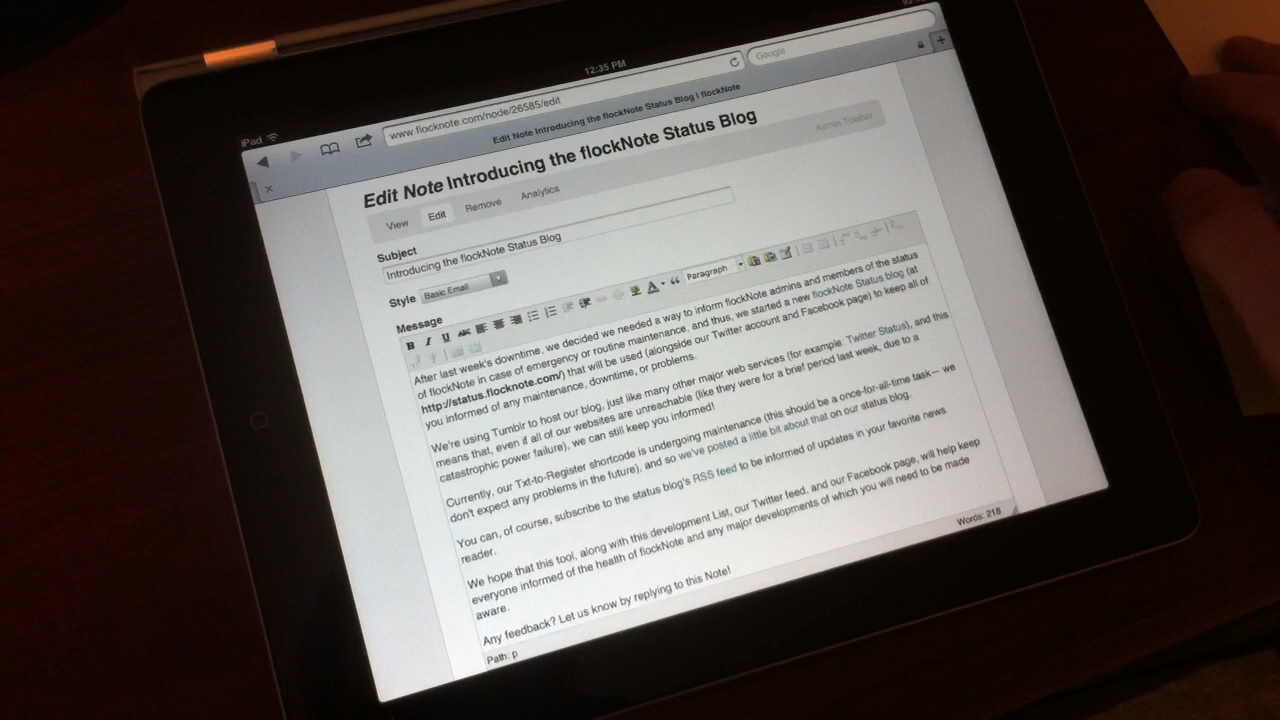 iPad
12:35 PM
www.flocknote.com/node/26585/edit
Google
Edit Note Introducing the flockNote Status Blog | flockNote
Edit Note Introducing the flockNote Status Blog
View Edit Remove Analytics
Admin Toolbar
Subject
Introducing the flockNote Status Blog
Style Basic Email
Message
B I U ABC A Paragraph
After last week's downtime, we decided we needed a way to inform flockNote admins and members of the status
of flockNote in case of emergency or routine maintenance, and thus, we started a new flockNote Status blog (at
http://status.flocknote.com/) that will be used (alongside our Twitter account and Facebook page) to keep all of
you informed of any maintenance, downtime, or problems.
We're using Tumblr to host our blog, just like many other major web services (for example: Twitter Status), and this
means that, even if all of our websites are unreachable (like they were for a brief period last week, due to a
catastrophic power failure), we can still keep you informed!
Currently, our Txt-to-Register shortcode is undergoing maintenance (this should be a once-for-all-time task— we
don't expect any problems in the future), and so we've posted a little bit about that on our status blog.
You can, of course, subscribe to the status blog's RSS feed to be informed of updates in your favorite news
reader.
We hope that this tool, along with this development List, our Twitter feed, and our Facebook page, will help keep
everyone informed of the health of flockNote and any major developments of which you will need to be made
aware.
Any feedback? Let us know by replying to this Note!
Path: p
Words: 218